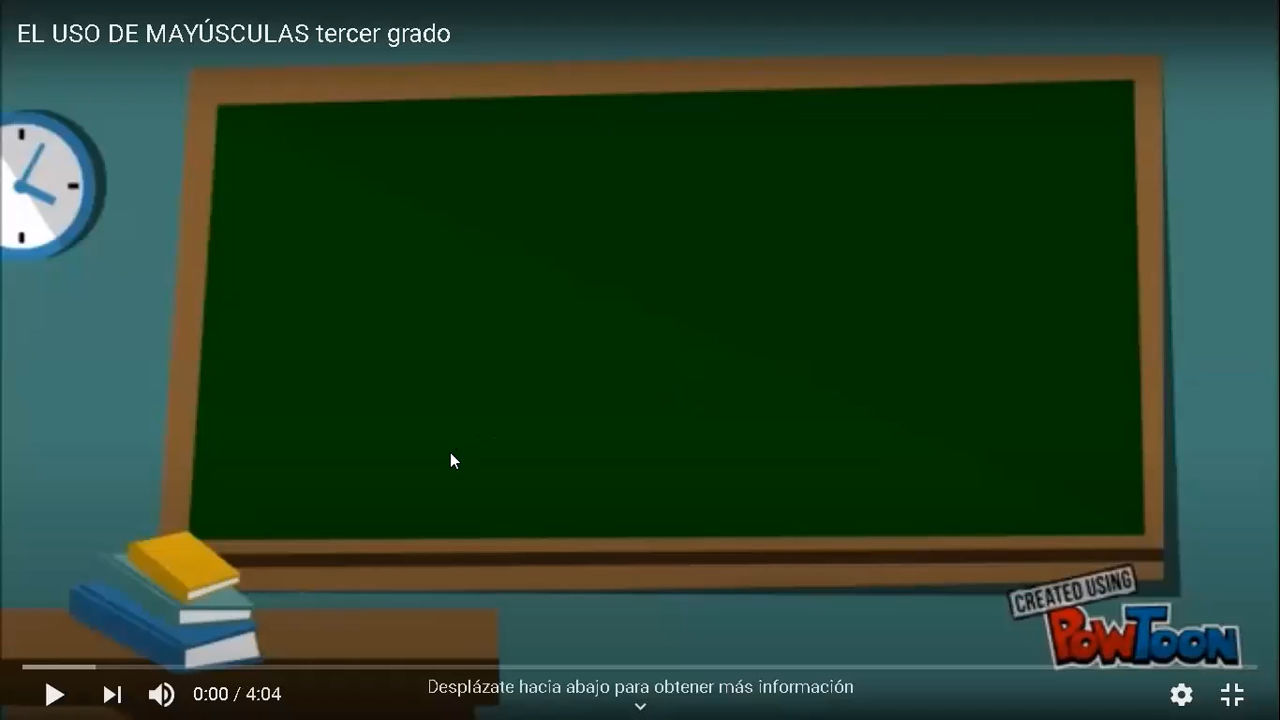 EL USO DE MAYÚSCULAS tercer grado
CREATED USING
POWTOON
0:00 / 4:04
Desplázate hacia abajo para obtener más información